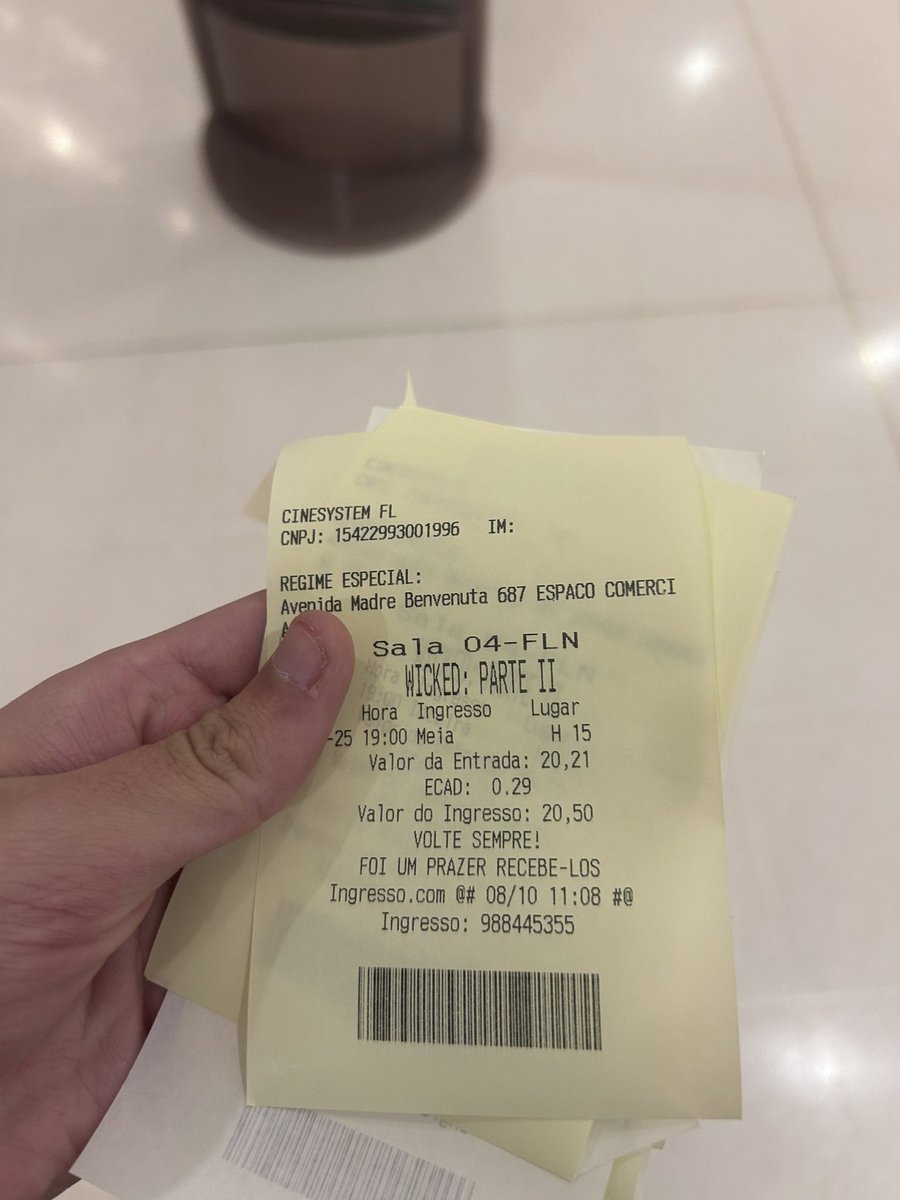 CINESYSTEM FL
CNPJ: 15422993001996 IM:
REGIME ESPECIAL:
Avenida Madre Benvenuta 687 ESPACO COMERCI
Sala 04-FLN
WICKED: PARTE II
Hora Ingresso Lugar
-25 19:00 Meia H 15
Valor da Entrada: 20,21
ECAD: 0.29
Valor do Ingresso: 20,50
VOLTE SEMPRE!
FOI UM PRAZER RECEBE-LOS
Ingresso.com @# 08/10 11:08 #@
Ingresso: 988445355